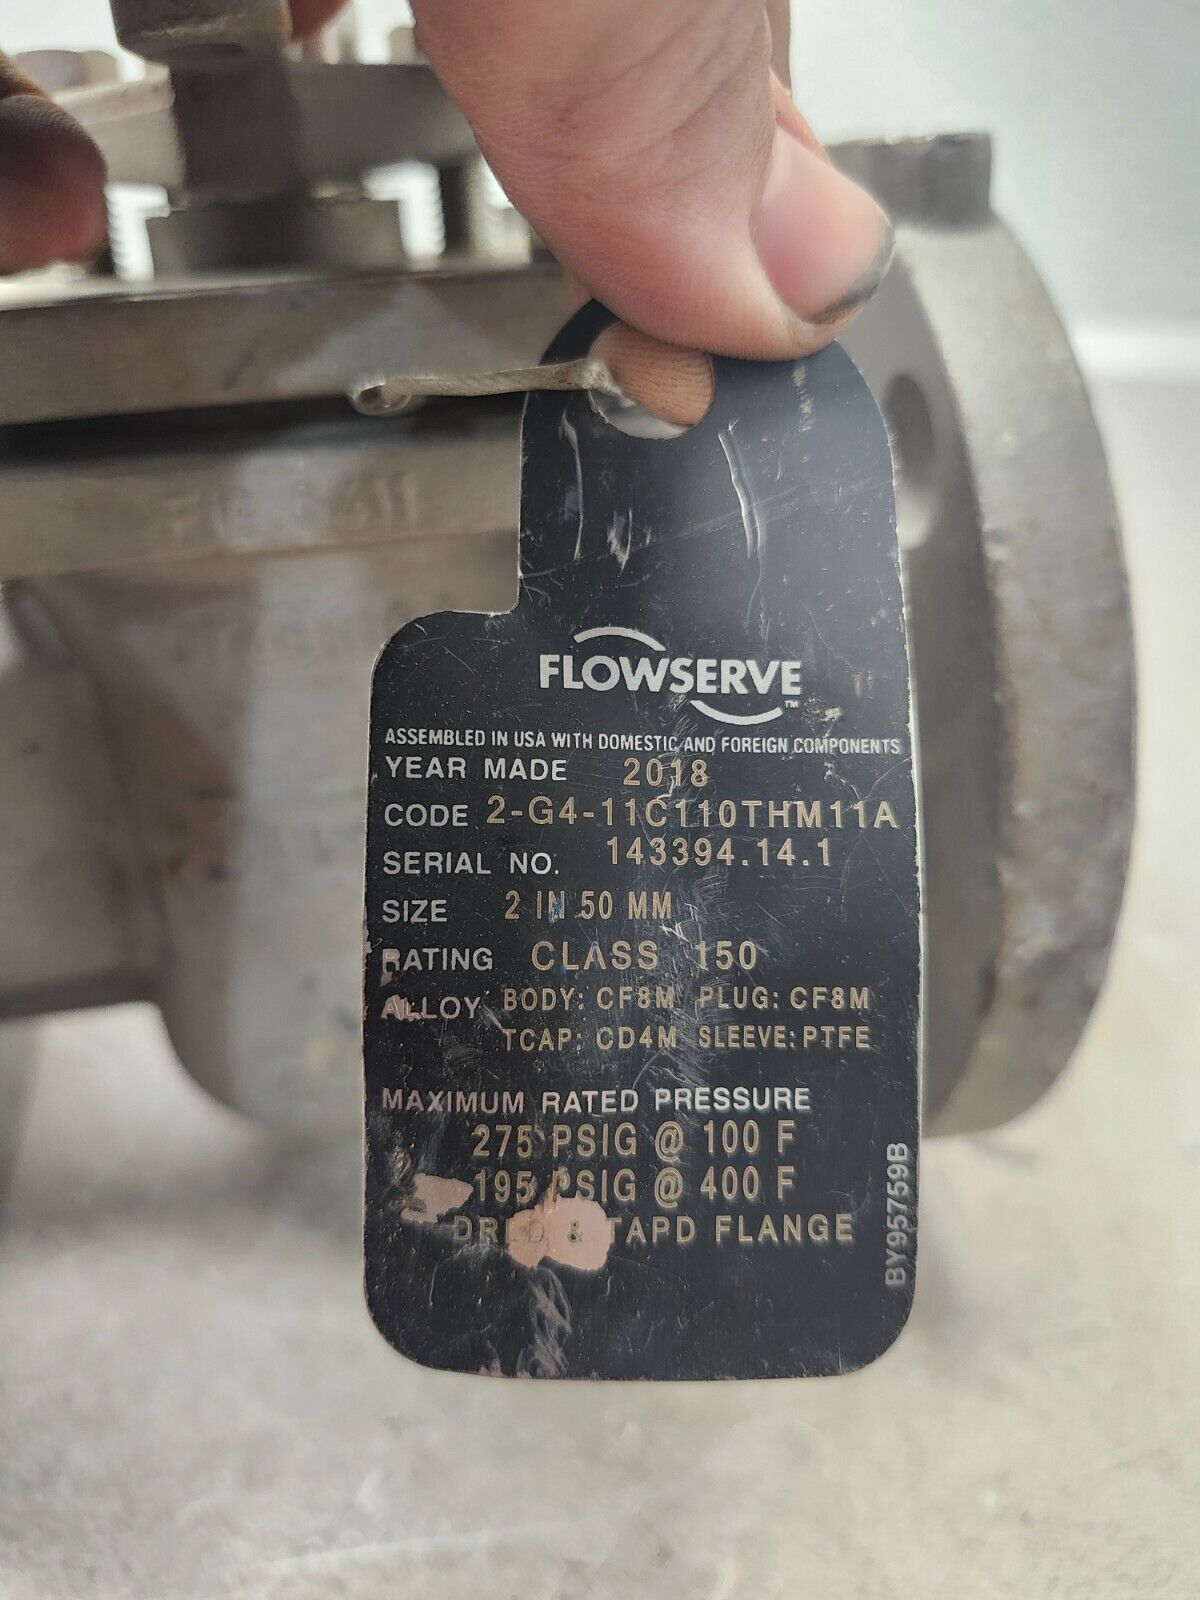 FLOWSERVE™
ASSEMBLED IN USA WITH DOMESTIC AND FOREIGN COMPONENTS
YEAR MADE 2018
CODE 2-G4-11C110THM11A
SERIAL NO. 143394.14.1
SIZE 2 IN 50 MM
RATING CLASS 150
ALLOY BODY: CF8M PLUG: CF8M
TCAP: CD4M SLEEVE: PTFE
MAXIMUM RATED PRESSURE
275 PSIG @ 100 F
195 PSIG @ 400 F
& TAPD FLANGE
BY95759B